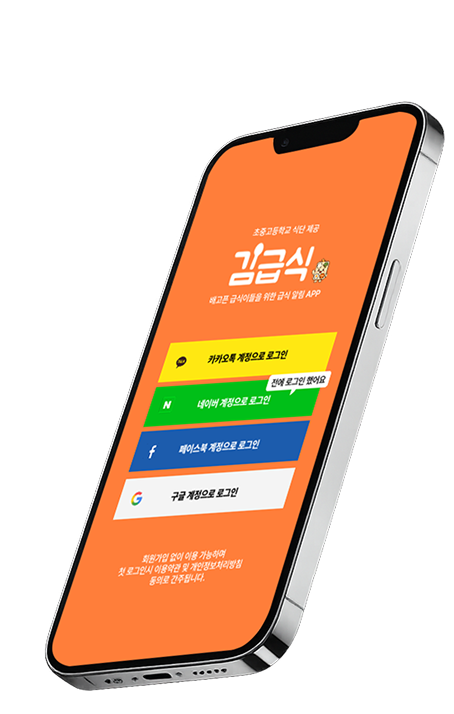 초중고등학교 식단 제공
김급식
배고픈 급식이들을 위한 급식 알림 APP
카카오톡 계정으로 로그인
전에 로그인 했어요
N 네이버 계정으로 로그인
f 페이스북 계정으로 로그인
G 구글 계정으로 로그인
회원가입 없이 이용 가능하며
첫 로그인시 이용약관 및 개인정보처리방침
동의로 간주됩니다.